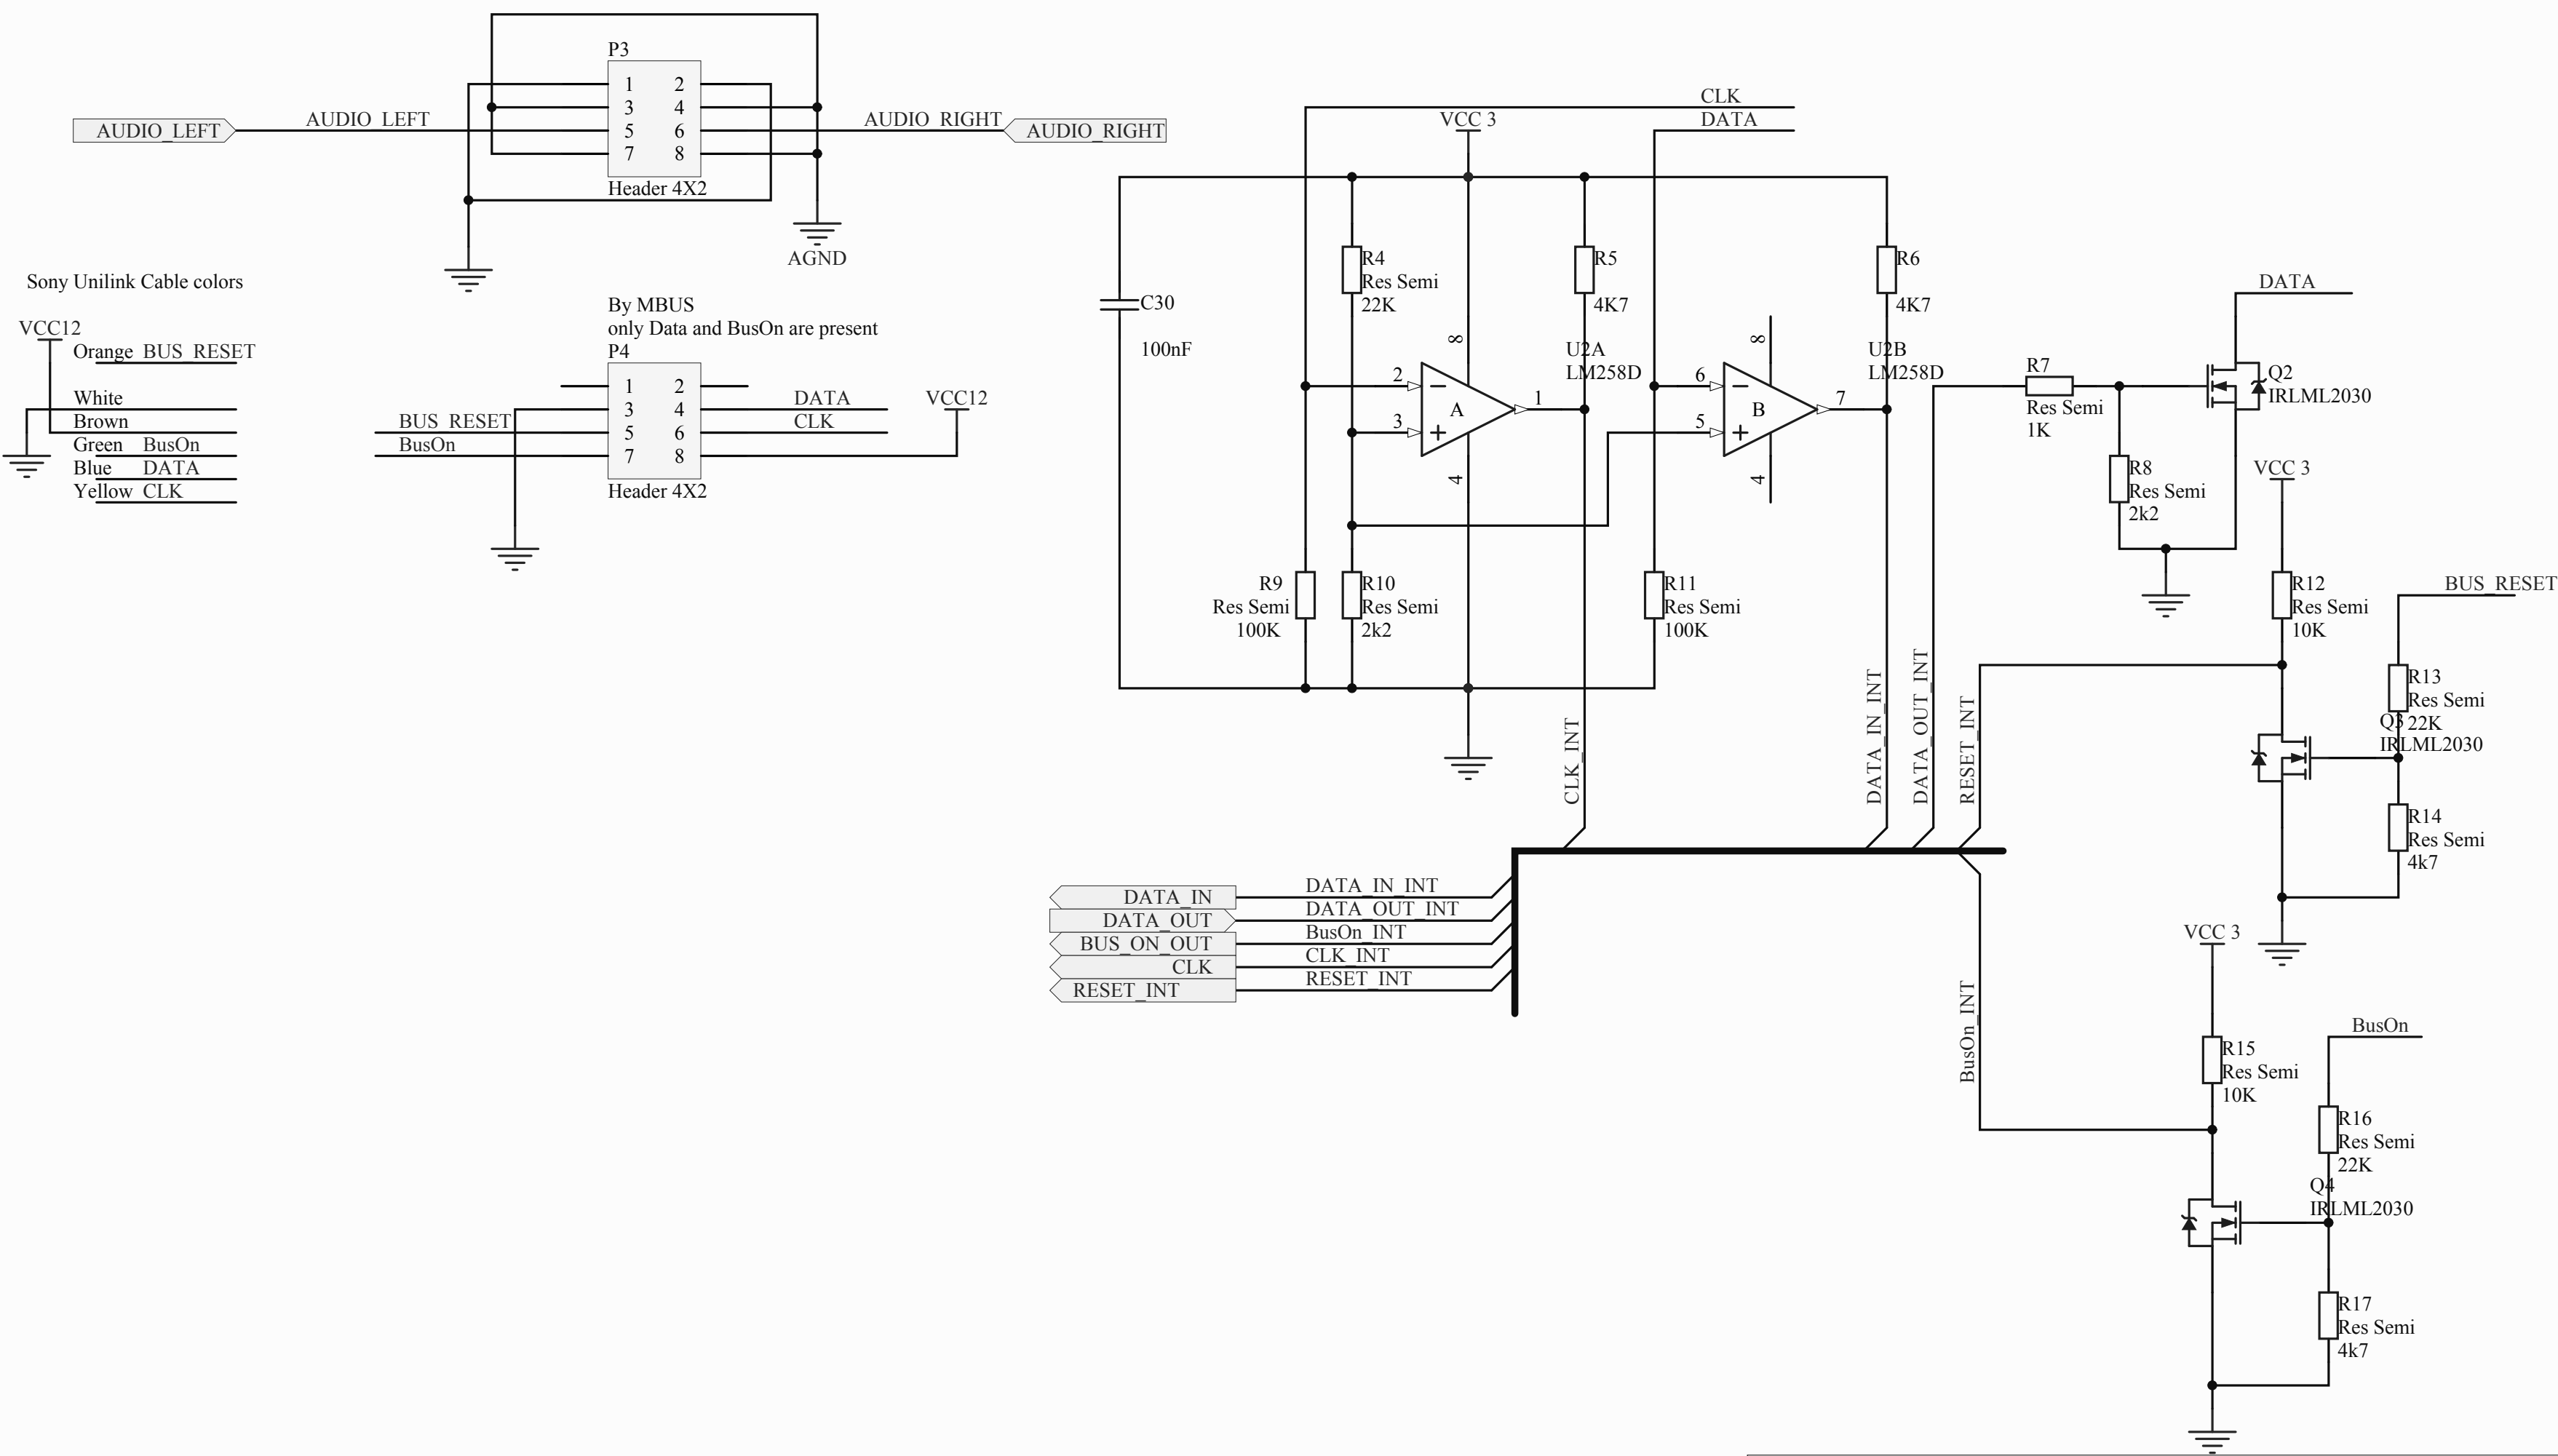 P3
1 2
3 4
5 6
7 8
Header 4X2
AUDIO_LEFT
AUDIO_LEFT
AUDIO_RIGHT
AUDIO_RIGHT
AGND
Sony Unilink Cable colors
VCC12
Orange BUS_RESET
White
Brown
Green BusOn
Blue DATA
Yellow CLK
By MBUS
only Data and BusOn are present
P4
1 2
3 4
5 6
7 8
Header 4X2
BUS_RESET
BusOn
DATA
CLK
VCC12
CLK
DATA
VCC 3
C30
100nF
R4
Res Semi
22K
R5
4K7
R6
4K7
U2A
LM258D
2
3
A
1
8
4
U2B
LM258D
6
5
B
7
8
4
R9
Res Semi
100K
R10
Res Semi
2k2
R11
Res Semi
100K
CLK_INT
DATA_IN_INT
DATA_OUT_INT
RESET_INT
R7
Res Semi
1K
R8
Res Semi
2k2
DATA
Q2
IRLML2030
VCC 3
R12
Res Semi
10K
BUS_RESET
R13
Res Semi
22K
Q3
IRLML2030
R14
Res Semi
4k7
DATA_IN
DATA_OUT
BUS_ON_OUT
CLK
RESET_INT
DATA_IN_INT
DATA_OUT_INT
BusOn_INT
CLK_INT
RESET_INT
BusOn_INT
VCC 3
R15
Res Semi
10K
BusOn
R16
Res Semi
22K
Q4
IRLML2030
R17
Res Semi
4k7